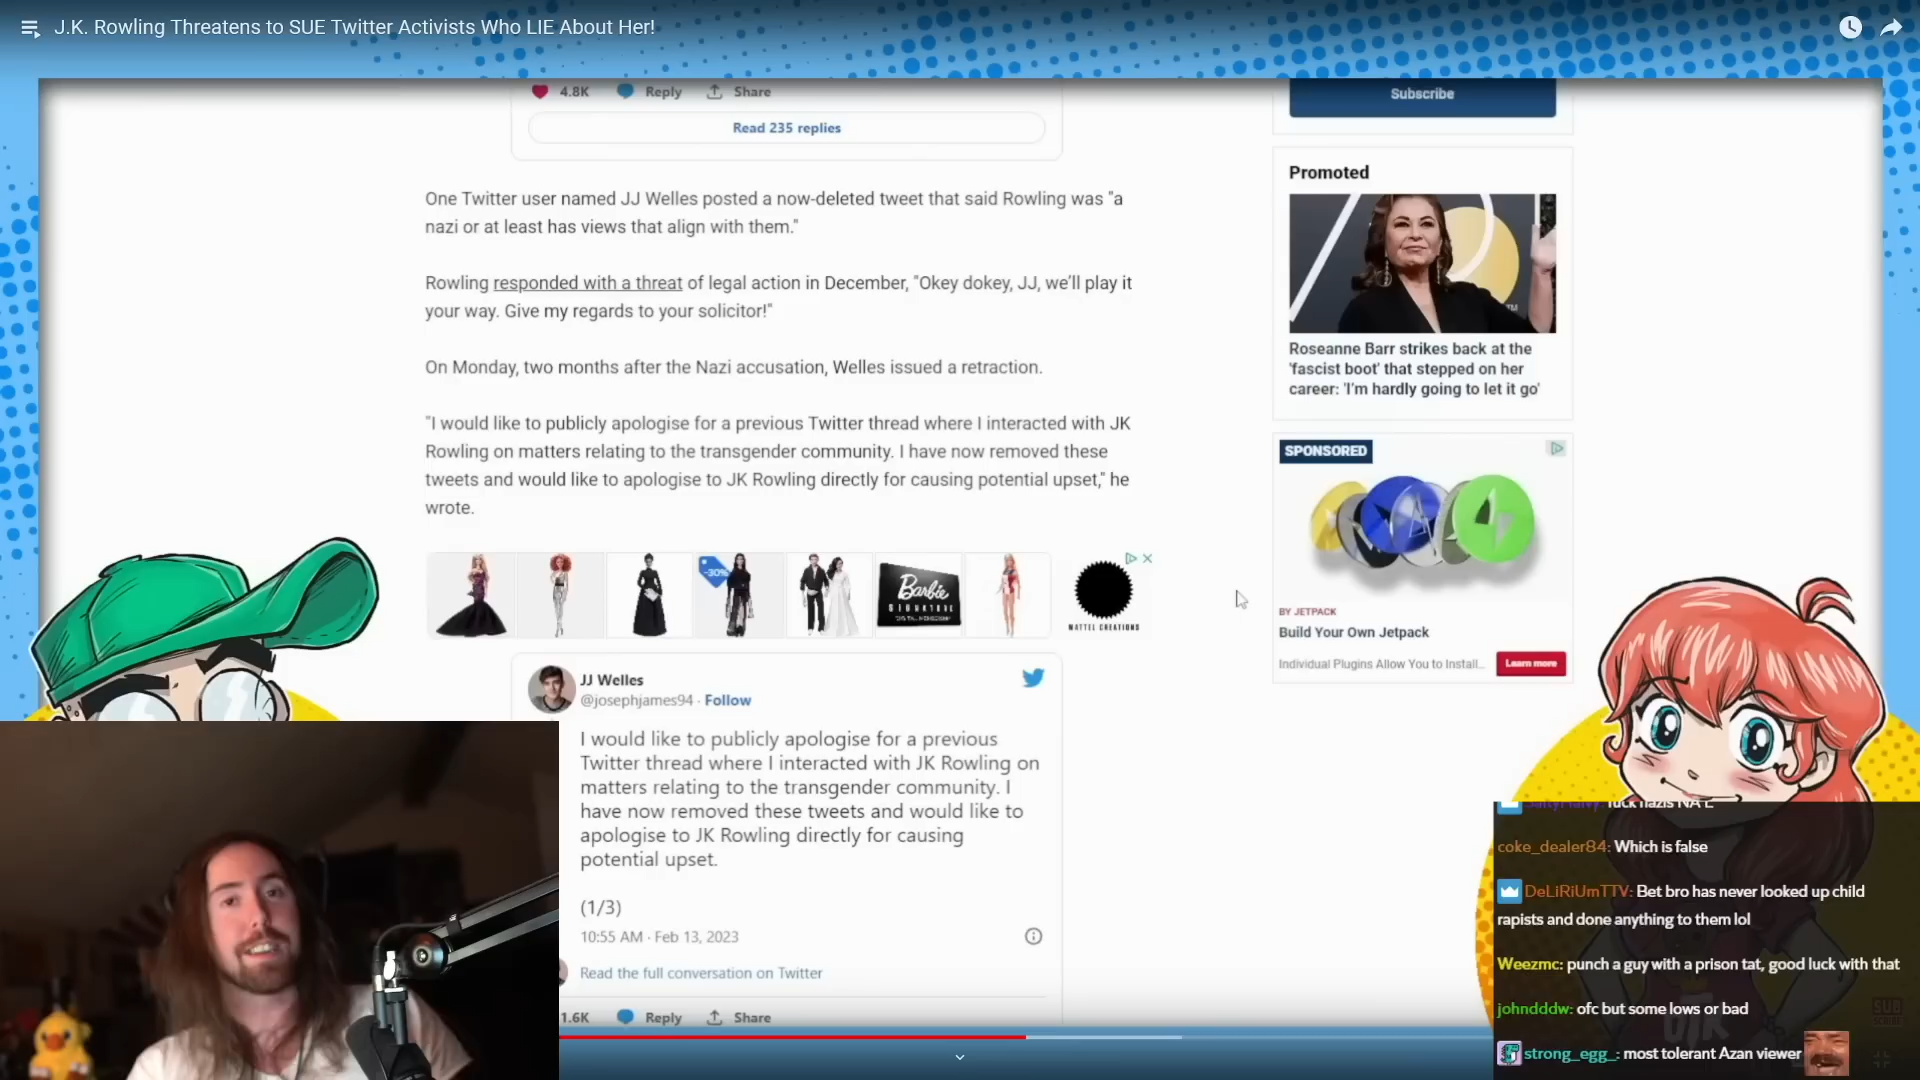 J.K. Rowling Threatens to SUE Twitter Activists Who LIE About Her!
4.8K Reply Share
Read 235 replies
One Twitter user named JJ Welles posted a now-deleted tweet that said Rowling was "a
nazi or at least has views that align with them."
Rowling responded with a threat of legal action in December, "Okey dokey, JJ, we'll play it
your way. Give my regards to your solicitor!"
On Monday, two months after the Nazi accusation, Welles issued a retraction.
"I would like to publicly apologise for a previous Twitter thread where I interacted with JK
Rowling on matters relating to the transgender community. I have now removed these
tweets and would like to apologise to JK Rowling directly for causing potential upset," he
wrote.
-30%
Barbie
SIGNATURE
MATTEL CREATIONS
JJ Welles
@josephjames94 · Follow
I would like to publicly apologise for a previous
Twitter thread where I interacted with JK Rowling on
matters relating to the transgender community. I
have now removed these tweets and would like to
apologise to JK Rowling directly for causing
potential upset.
(1/3)
10:55 AM · Feb 13, 2023
Read the full conversation on Twitter
1.6K Reply Share
Subscribe
Promoted
Roseanne Barr strikes back at the
'fascist boot' that stepped on her
career: 'I'm hardly going to let it go'
SPONSORED
BY JETPACK
Build Your Own Jetpack
Individual Plugins Allow You to Install...
Learn more
coke_dealer84: Which is false
DeLiRiUmTTV: Bet bro has never looked up child
rapists and done anything to them lol
Weezmc: punch a guy with a prison tat, good luck with that
johndddw: ofc but some lows or bad
strong_egg_: most tolerant Azan viewer
SUB